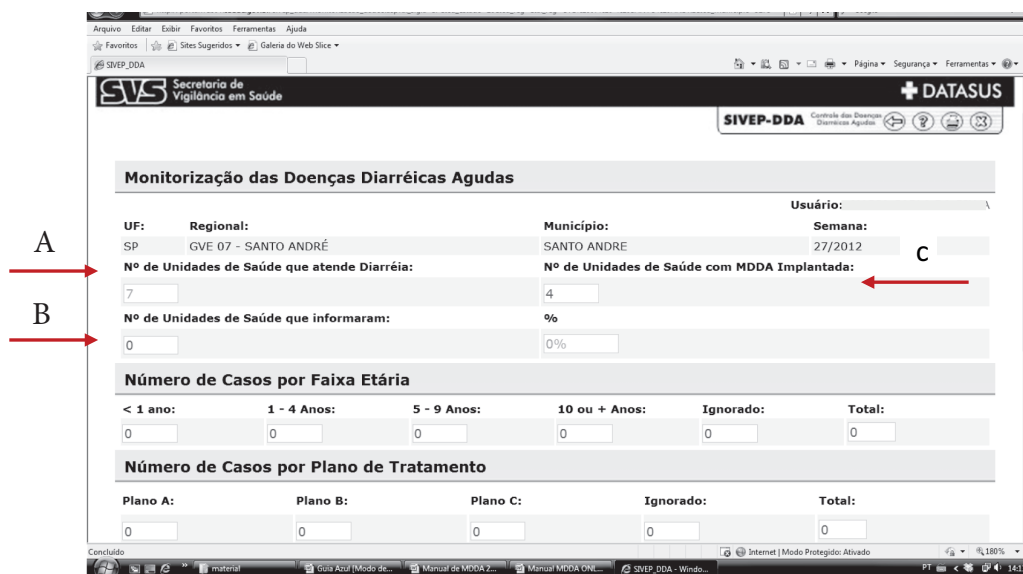 Arquivo Editar Exibir Favoritos Ferramentas Ajuda
Favoritos Sites Sugeridos Galeria do Web Slice
SIVEP_DDA Página Segurança Ferramentas
SVS Secretaria de Vigilância em Saúde DATASUS
SIVEP-DDA Controle das Doenças Diarréicas Agudas
Monitorização das Doenças Diarréicas Agudas
Usuário: \
UF: Regional: Município: Semana:
SP GVE 07 - SANTO ANDRÉ SANTO ANDRE 27/2012
A
c
Nº de Unidades de Saúde que atende Diarréia: Nº de Unidades de Saúde com MDDA Implantada:
7 4
B
Nº de Unidades de Saúde que informaram: %
0 0%
Número de Casos por Faixa Etária
< 1 ano: 1 - 4 Anos: 5 - 9 Anos: 10 ou + Anos: Ignorado: Total:
0 0 0 0 0 0
Número de Casos por Plano de Tratamento
Plano A: Plano B: Plano C: Ignorado: Total:
0 0 0 0 0
Concluído Internet | Modo Protegido: Ativado 180%
material Guia Azul [Modo de... Manual de MDDA 2... Manual MDDA ONL... SIVEP_DDA - Windo... PT 14:1